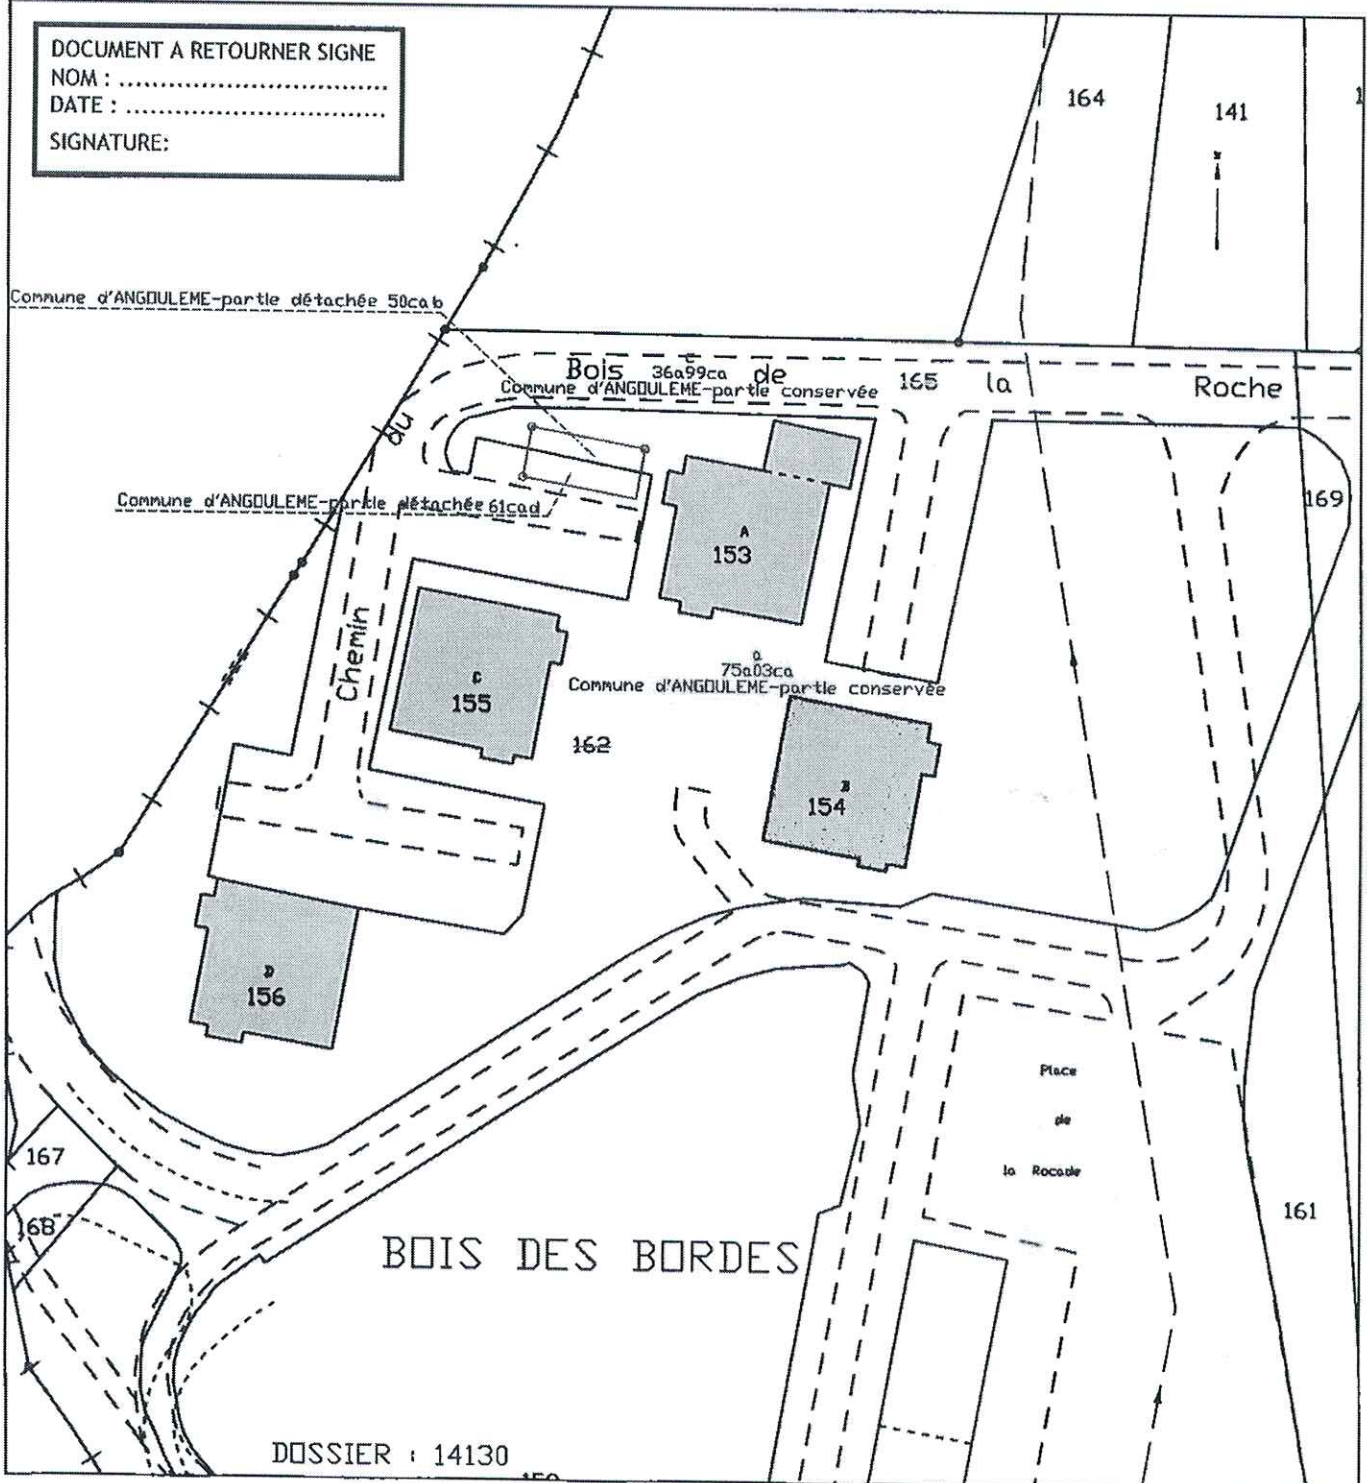 DOCUMENT A RETOURNER SIGNE
NOM : ................................
DATE : ...............................
SIGNATURE:
164
141
Commune d'ANGOULEME-partie détachée 50ca b
Bois de la Roche
c
36a99ca
Commune d'ANGOULEME-partie conservée
165
Chemin du
Commune d'ANGOULEME-partie détachée 61ca d
169
A
153
a
75a03ca
Commune d'ANGOULEME-partie conservée
C
155
162
B
154
D
156
Place
de
la Rocade
167
168
161
BOIS DES BORDES
DOSSIER : 14130